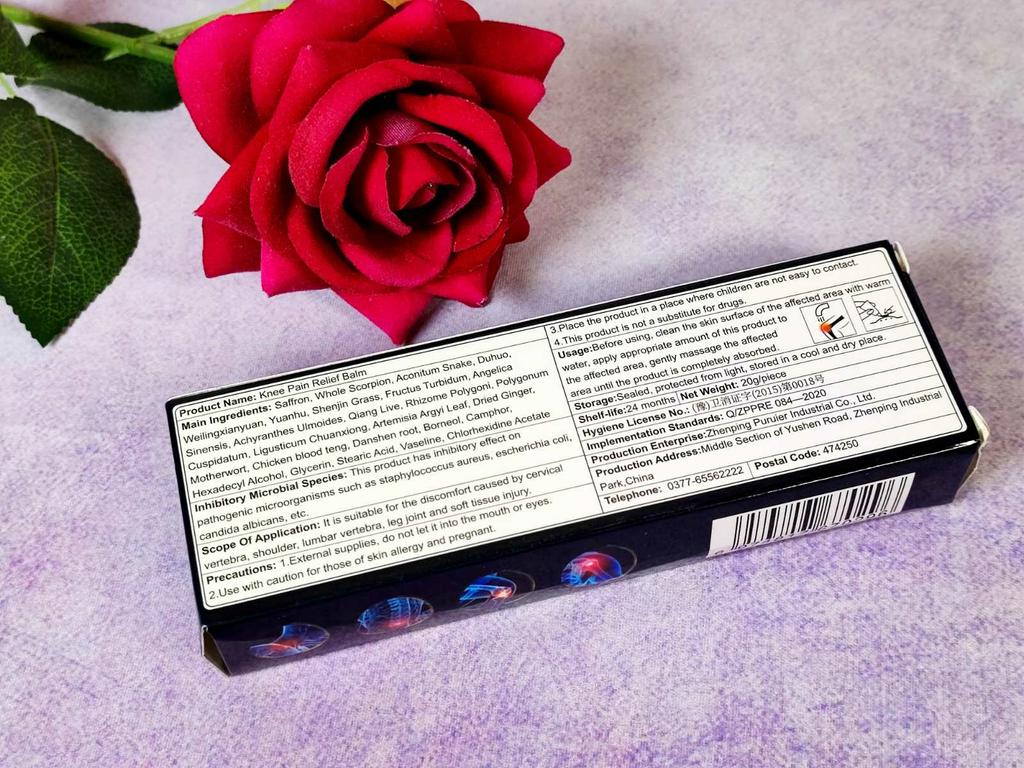 Product Name: Knee Pain Relief Balm
Main Ingredients: Saffron, Whole Scorpion, Aconitum Snake, Duhuo,
Weilingxianyuan, Yuanhu, Shenjin Grass, Fructus Turbidum, Angelica
Sinensis, Achyranthes Ulmoides, Qiang Live, Rhizome Polygoni, Polygonum
Cuspidatum, Ligusticum Chuanxiong, Artemisia Argyi Leaf, Dried Ginger,
Motherwort, Chicken blood teng, Danshen root, Borneol, Camphor,
Hexadecyl Alcohol, Glycerin, Stearic Acid, Vaseline, Chlofhexidine Acetate
Inhibitory Microbial Species: This product has inhibitory effect on
pathogenic microorganisms such as staphylococcus aureus, escherichia coli,
candida albicans, etc.
Scope Of Application: It is suitable for the discomfort caused by cervical
vertebra, shoulder, lumbar vertebra, leg joint and soft tissue injury.
Precautions: 1.External supplies, do not let it into the mouth or eyes.
2.Use with caution for those of skin allergy and pregnant.
3.Place the product in a place where children are not easy to contact.
4.This product is not a substitute for drugs.
Usage:Before using, clean the skin surface of the affected area with warm
water, apply appropriate amount of this product to
the affected area, gently massage the affected
area until the product is completely absorbed.
Storage:Sealed, protected from light, stored in a cool and dry place.
Shelf-life:24 months Net Weight: 20g/piece
Hygiene License No.: (豫)卫消证字(2015)第0018号
Implementation Standards: Q/ZPPRE 084—2020
Production Enterprise:Zhenping Puruier Industrial Co., Ltd.
Production Address:Middle Section of Yushen Road, Zhenping Industrial
Park,China
Telephone: 0377-65562222 Postal Code: 474250